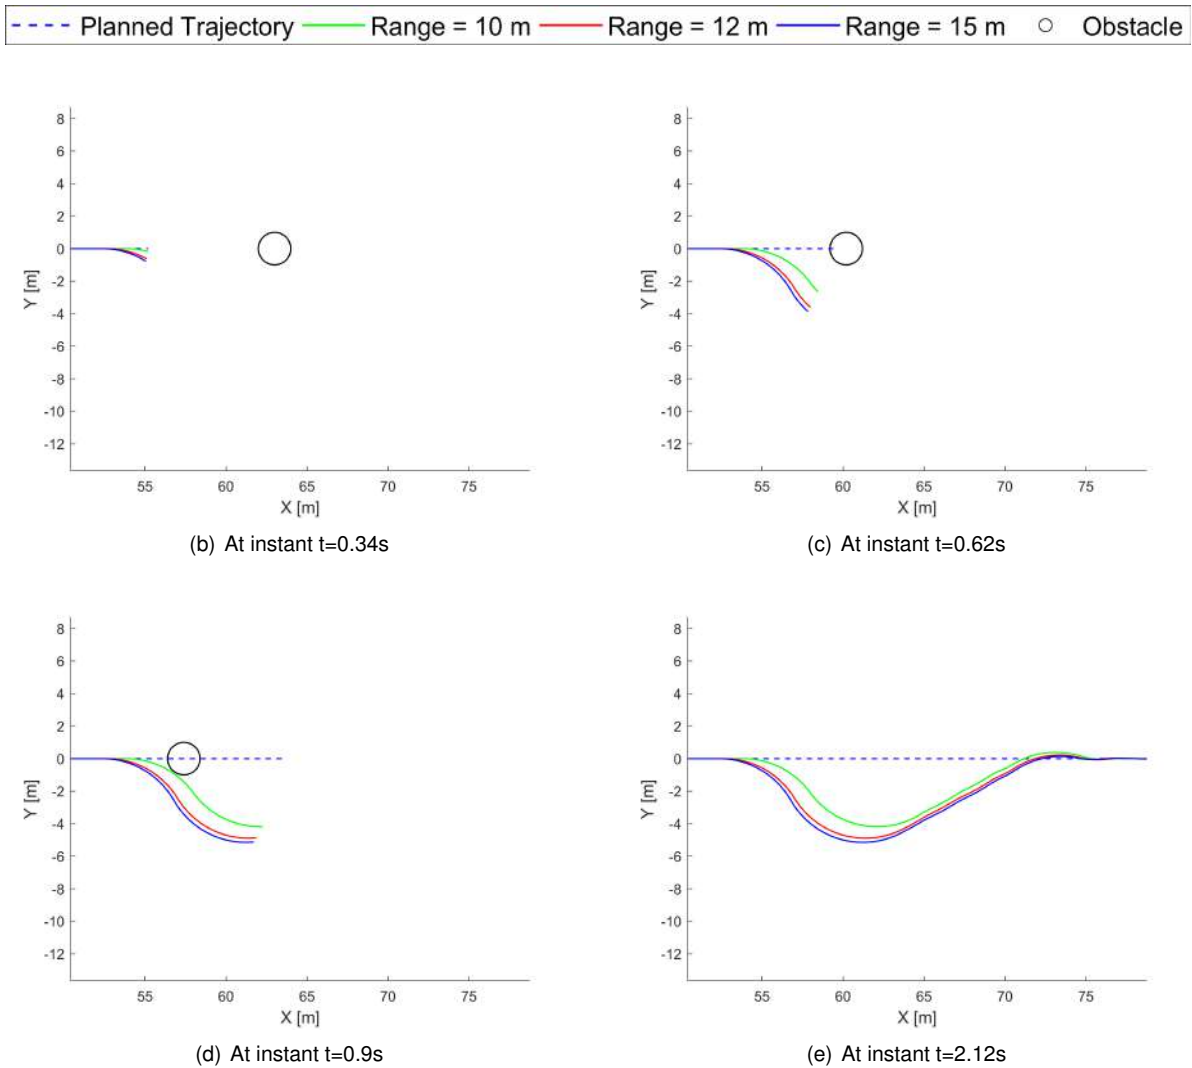 Planned Trajectory Range = 10 m Range = 12 m Range = 15 m Obstacle
8
6
4
2
0
-2
-4
-6
-8
-10
-12
Y [m]
55 60 65 70 75
X [m]
(b) At instant t=0.34s
8
6
4
2
0
-2
-4
-6
-8
-10
-12
Y [m]
55 60 65 70 75
X [m]
(c) At instant t=0.62s
8
6
4
2
0
-2
-4
-6
-8
-10
-12
Y [m]
55 60 65 70 75
X [m]
(d) At instant t=0.9s
8
6
4
2
0
-2
-4
-6
-8
-10
-12
Y [m]
55 60 65 70 75
X [m]
(e) At instant t=2.12s